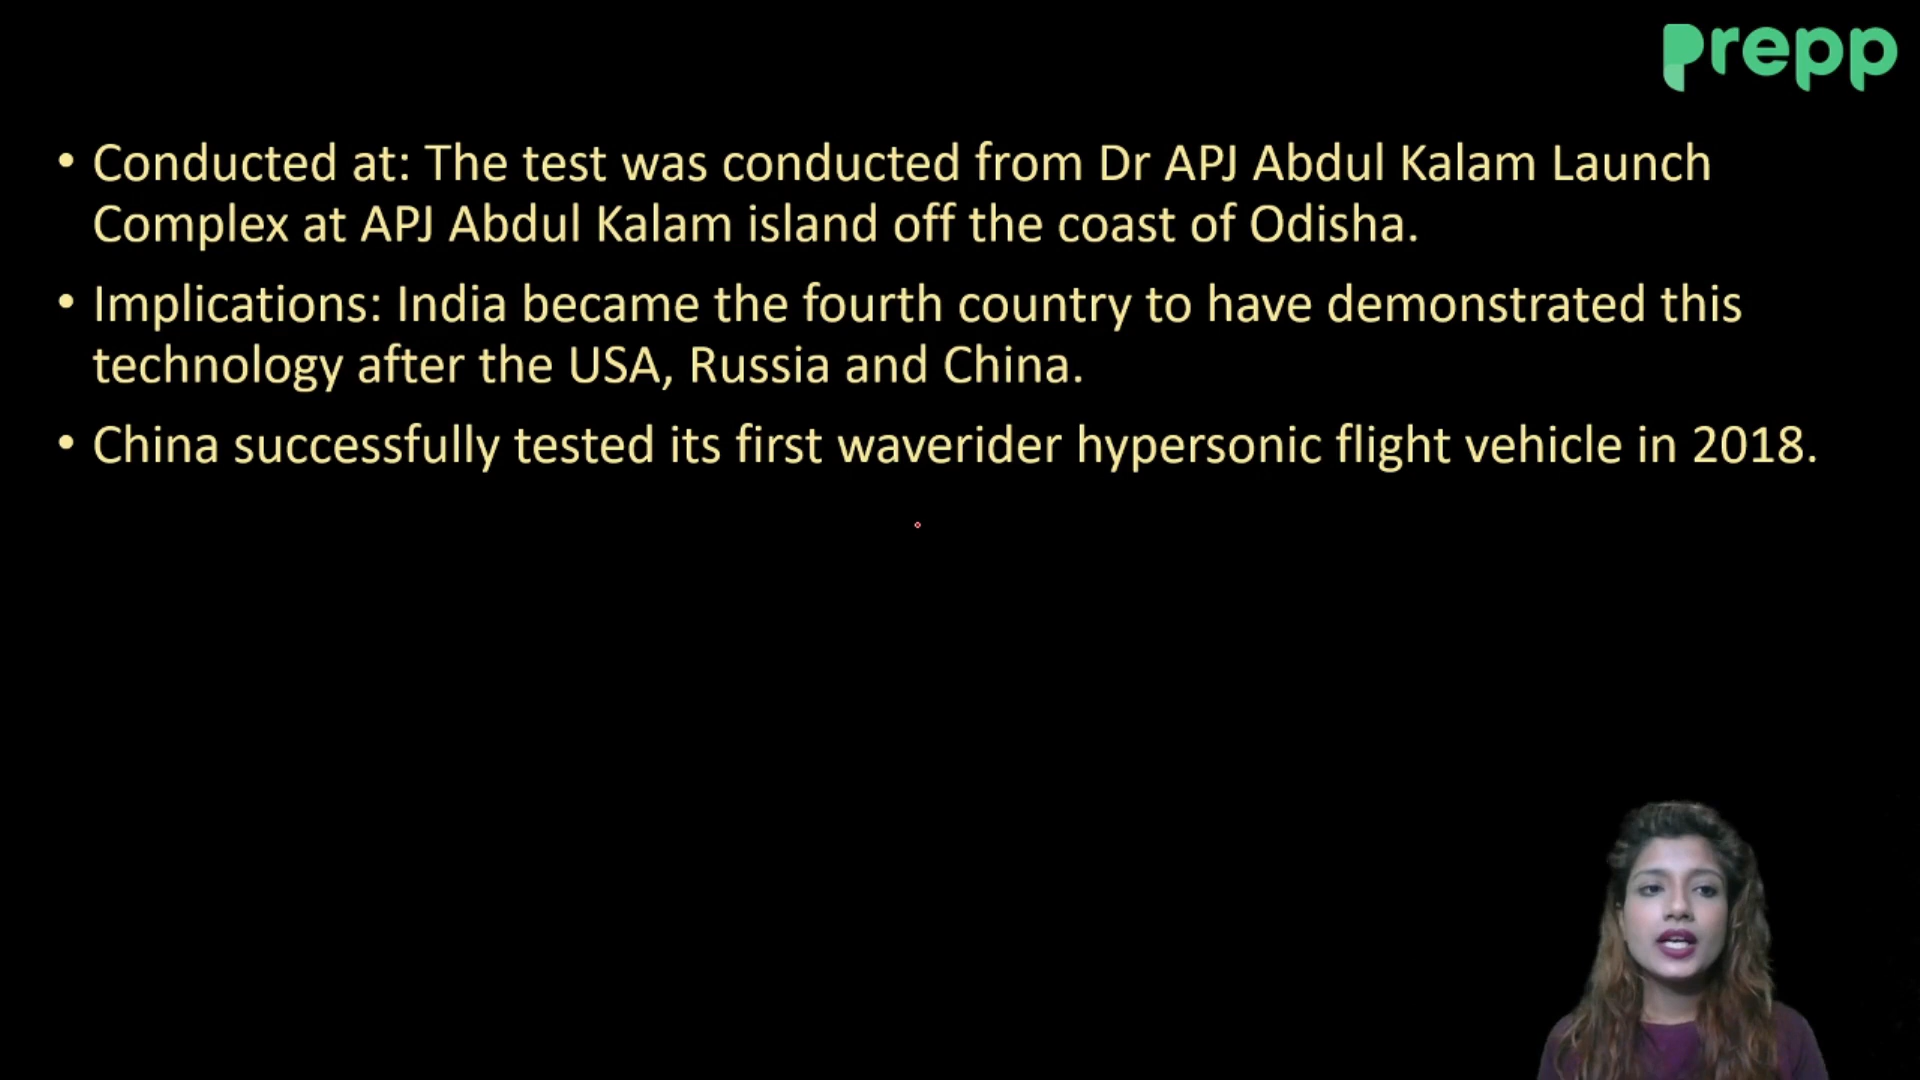 prepp
• Conducted at: The test was conducted from Dr APJ Abdul Kalam Launch
Complex at APJ Abdul Kalam island off the coast of Odisha.
• Implications: India became the fourth country to have demonstrated this
technology after the USA, Russia and China.
• China successfully tested its first waverider hypersonic flight vehicle in 2018.